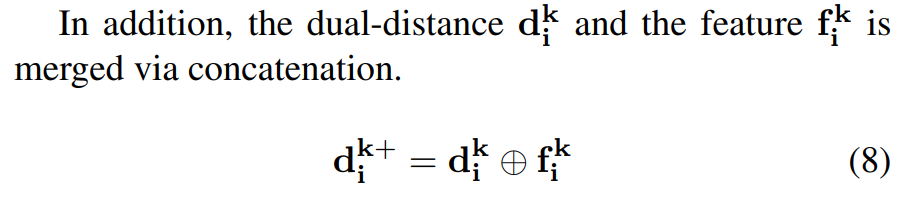 In addition, the dual-distance d_i^k and the feature f_i^k is
merged via concatenation.
d_i^{k+} = d_i^k ⊕ f_i^k (8)